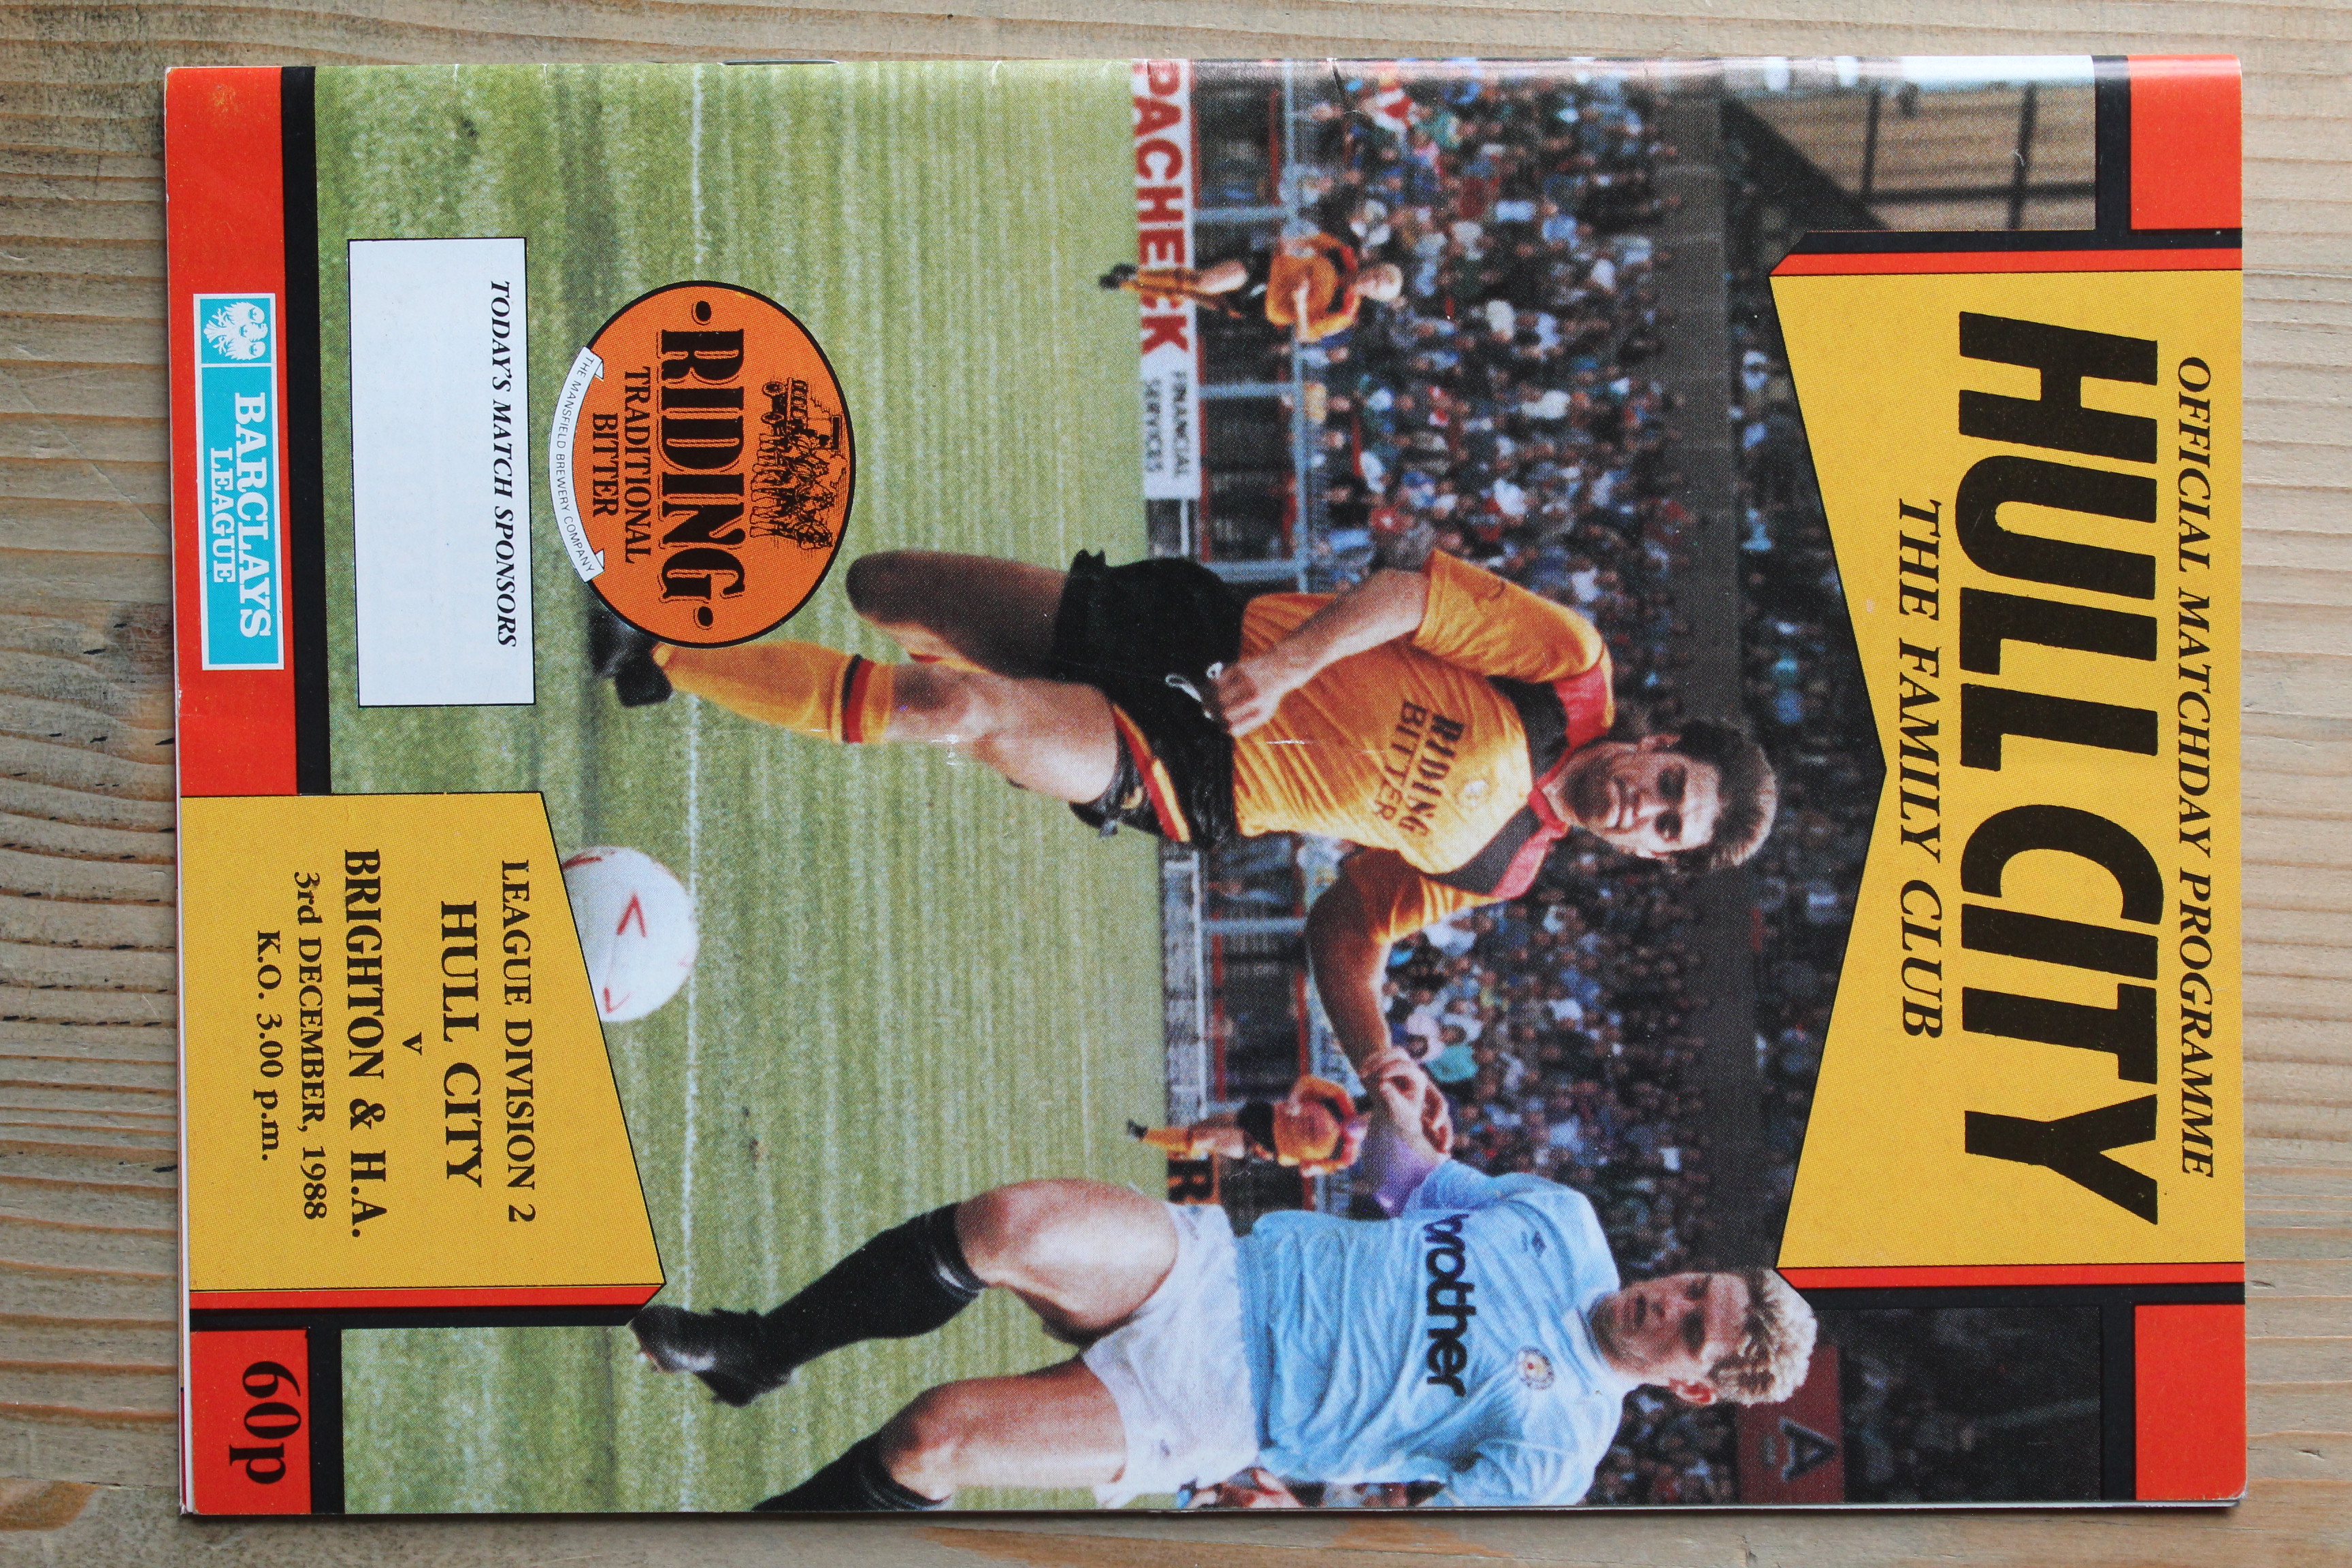 OFFICIAL MATCHDAY PROGRAMME
HULL CITY
THE FAMILY CLUB
A
PACHECK
FINANCIAL
SERVICES
R
RIDING
BITTER
brother
• RIDING •
TRADITIONAL
BITTER
THE MANSFIELD BREWERY COMPANY
TODAY'S MATCH SPONSORS
LEAGUE DIVISION 2
HULL CITY
v
BRIGHTON & H.A.
3rd DECEMBER, 1988
K.O. 3.00 p.m.
BARCLAYS
LEAGUE
60p